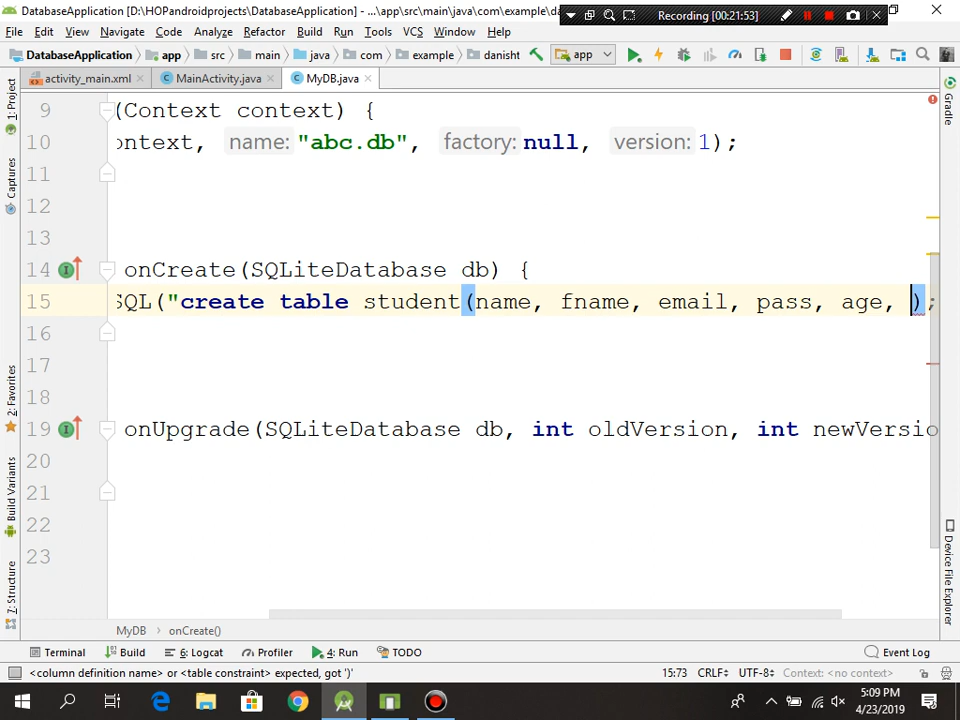 [D:\HOPandroidprojects\DatabaseApplication] - ...\app\src\main\java\com\example\da
Recording [00:21:53]
File Edit View Navigate Code Analyze Refactor Build Run Tools VCS Window Help
DatabaseApplication app src main java com example danisht app
activity_main.xml MainActivity.java MyDB.java
1: Project
Captures
2: Favorites
Build Variants
7: Structure
Gradle
Device File Explorer
9 (Context context) {
10 ontext, name: "abc.db", factory: null, version: 1);
11
12
13
14 onCreate(SQLiteDatabase db) {
15 SQL("create table student(name, fname, email, pass, age, );
16
17
18
19 onUpgrade(SQLiteDatabase db, int oldVersion, int newVersio
20
21
22
23
MyDB › onCreate()
Terminal Build 6: Logcat Profiler 4: Run TODO Event Log
<column definition name> or <table constraint> expected, got ')' 15:73 CRLF UTF-8 Context: <no context>
5:09 PM
4/23/2019